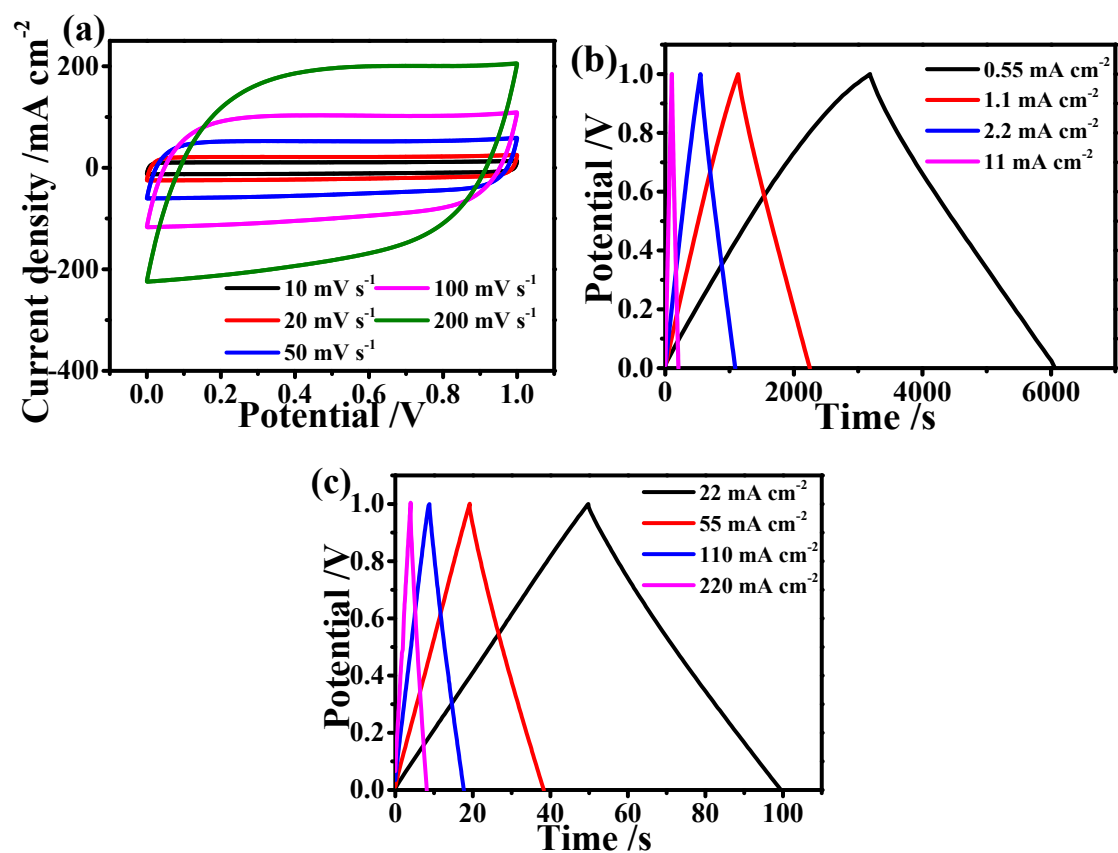 (a)
Current density /mA cm⁻²
200
0
-200
-400
10 mV s⁻¹
20 mV s⁻¹
50 mV s⁻¹
100 mV s⁻¹
200 mV s⁻¹
0.0 0.2 0.4 0.6 0.8 1.0
Potential /V
(b)
Potential /V
1.0
0.8
0.6
0.4
0.2
0.0
0.55 mA cm⁻²
1.1 mA cm⁻²
2.2 mA cm⁻²
11 mA cm⁻²
0 2000 4000 6000
Time /s
(c)
Potential /V
1.0
0.8
0.6
0.4
0.2
0.0
22 mA cm⁻²
55 mA cm⁻²
110 mA cm⁻²
220 mA cm⁻²
0 20 40 60 80 100
Time /s